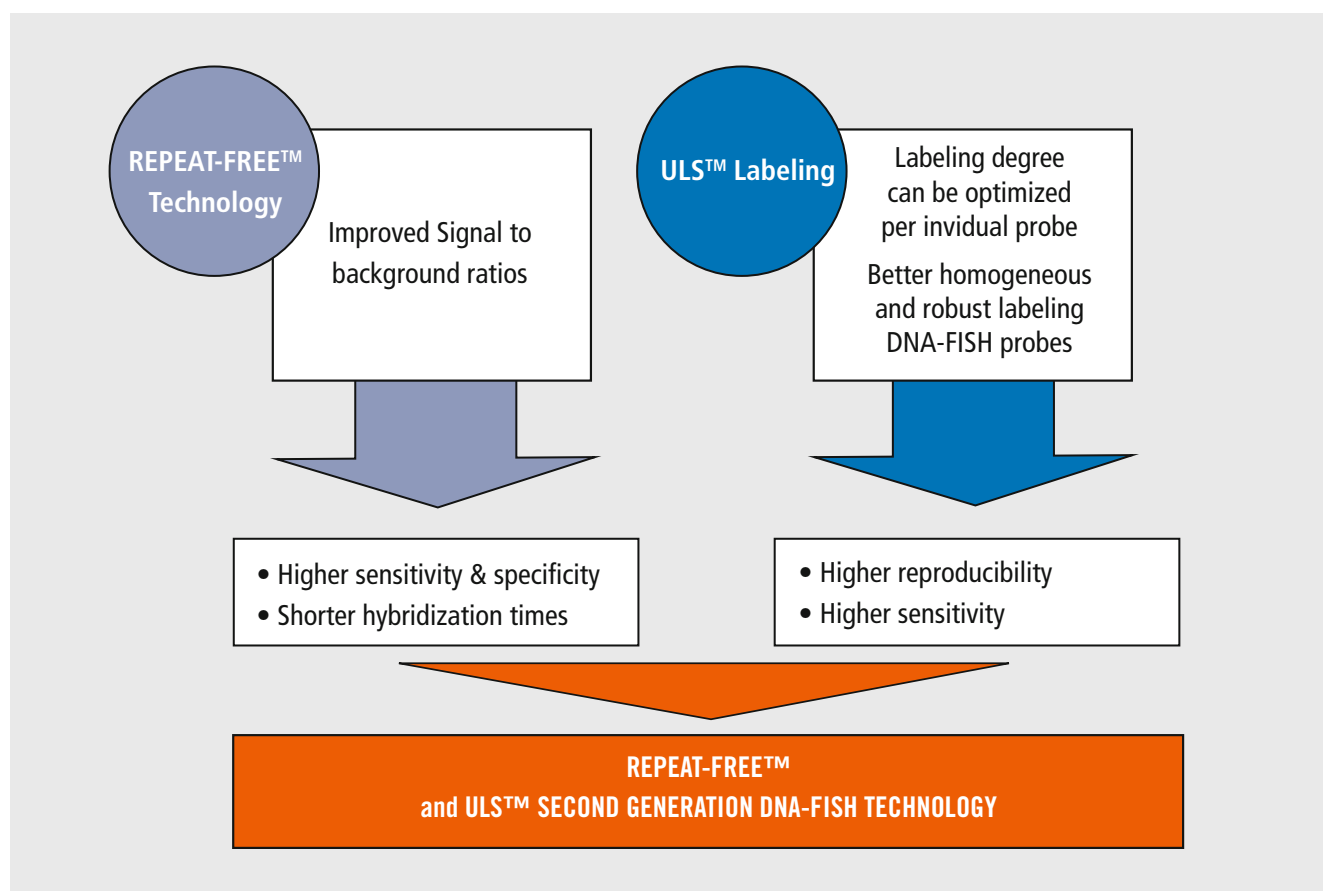 REPEAT-FREE™
Technology
Improved Signal to
background ratios
ULS™ Labeling
Labeling degree
can be optimized
per invidual probe
Better homogeneous
and robust labeling
DNA-FISH probes
• Higher sensitivity & specificity
• Shorter hybridization times
• Higher reproducibility
• Higher sensitivity
REPEAT-FREE™
and ULS™ SECOND GENERATION DNA-FISH TECHNOLOGY